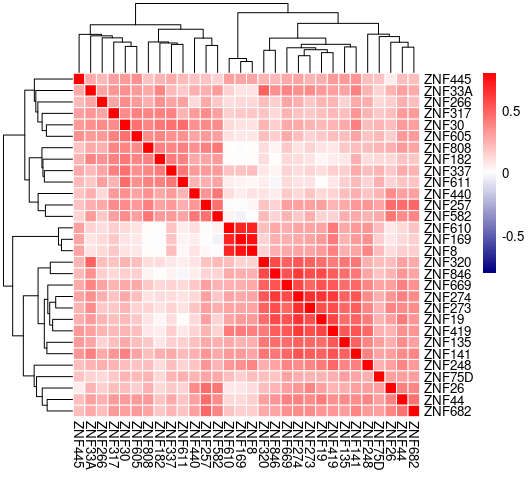 ZNF445
ZNF33A
ZNF266
ZNF317
ZNF30
ZNF605
ZNF808
ZNF182
ZNF337
ZNF611
ZNF440
ZNF257
ZNF582
ZNF610
ZNF169
ZNF8
ZNF320
ZNF846
ZNF669
ZNF274
ZNF273
ZNF19
ZNF419
ZNF135
ZNF141
ZNF248
ZNF75D
ZNF26
ZNF44
ZNF682
0.5
0
-0.5
ZNF445
ZNF33A
ZNF266
ZNF317
ZNF30
ZNF605
ZNF808
ZNF182
ZNF337
ZNF611
ZNF440
ZNF257
ZNF582
ZNF610
ZNF169
ZNF8
ZNF320
ZNF846
ZNF669
ZNF274
ZNF273
ZNF19
ZNF419
ZNF135
ZNF141
ZNF248
ZNF75D
ZNF26
ZNF44
ZNF682